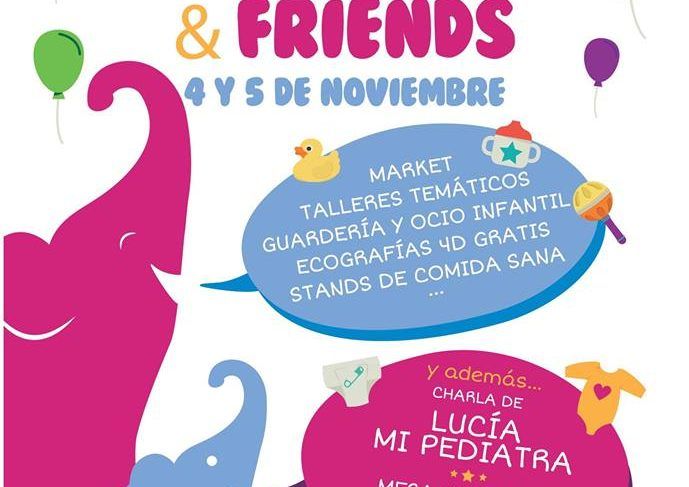 & FRIENDS
4 Y 5 DE NOVIEMBRE
MARKET
TALLERES TEMÁTICOS
GUARDERÍA Y OCIO INFANTIL
ECOGRAFÍAS 4D GRATIS
STANDS DE COMIDA SANA
...
y además...
CHARLA DE
LUCÍA
MI PEDIATRA